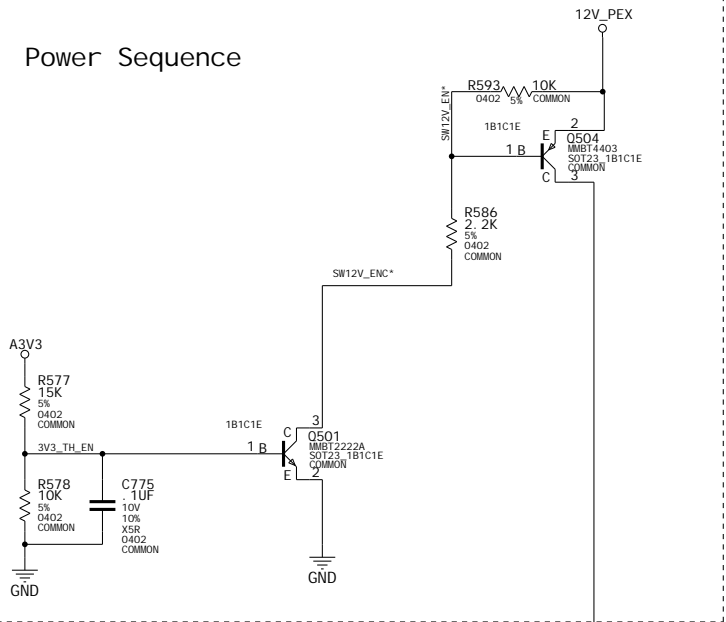 12V_PEX
Power Sequence
R593
10K
0402
5%
COMMON
SW12V_EN*
1B1C1E
2
E
Q504
MMBT4403
SOT23_1B1C1E
COMMON
1 B
C
3
R586
2.2K
5%
0402
COMMON
SW12V_ENC*
A3V3
R577
15K
5%
0402
COMMON
1B1C1E
3
C
Q501
MMBT2222A
SOT23_1B1C1E
COMMON
1 B
E
2
3V3_TH_EN
R578
10K
5%
0402
COMMON
C775
.1UF
10V
10%
X5R
0402
COMMON
GND
GND